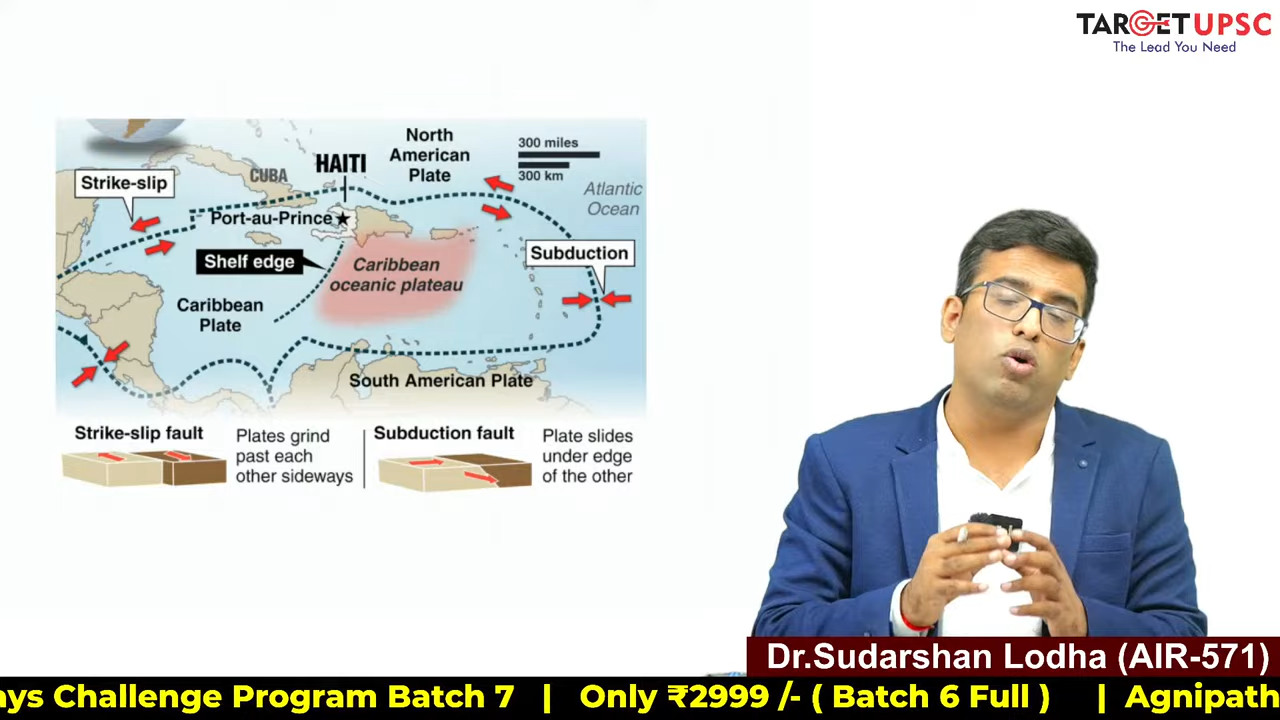 TARGETUPSC
The Lead You Need
North
American
Plate
300 miles
300 km
HAITI
CUBA
Strike-slip
Atlantic
Ocean
Port-au-Prince
Shelf edge
Subduction
Caribbean
oceanic plateau
Caribbean
Plate
South American Plate
Strike-slip fault
Plates grind
past each
other sideways
Subduction fault
Plate slides
under edge
of the other
Dr.Sudarshan Lodha (AIR-571)
ays Challenge Program Batch 7 | Only ₹2999 /- ( Batch 6 Full ) | Agnipath